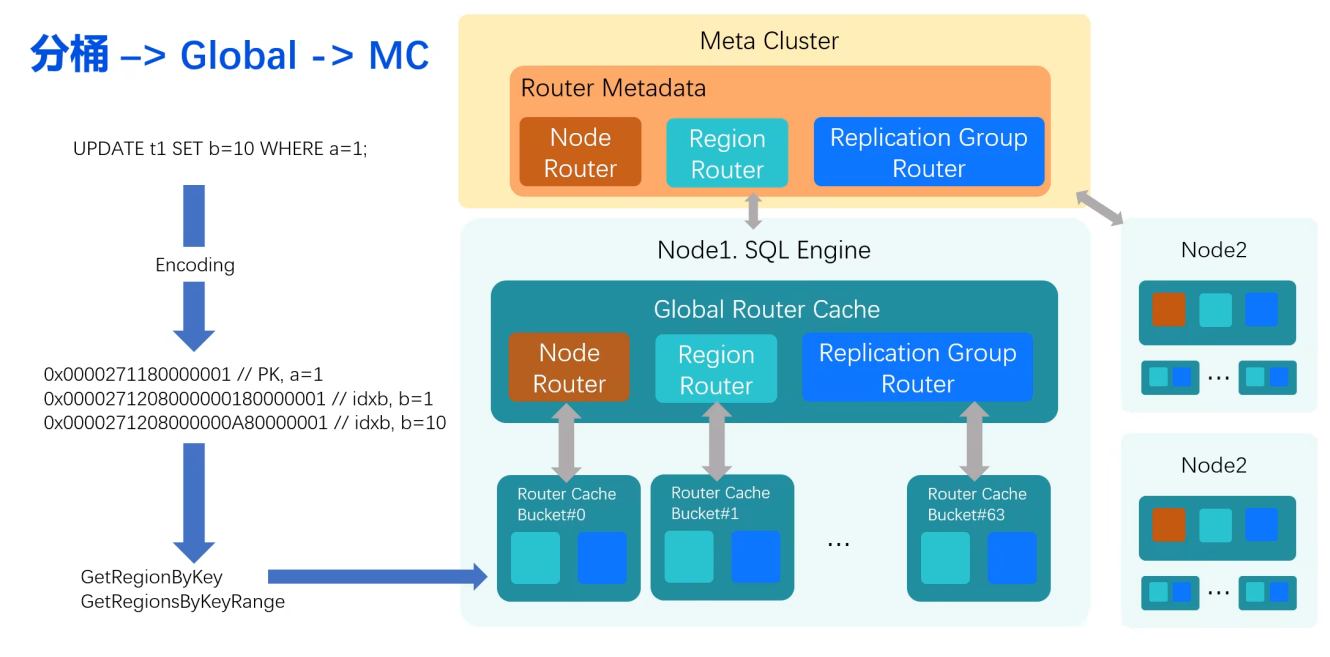 分桶 –> Global -> MC
UPDATE t1 SET b=10 WHERE a=1;
Encoding
0x0000271180000001 // PK, a=1
0x00002712080000000180000001 // idxb, b=1
0x0000271208000000A80000001 // idxb, b=10
GetRegionByKey
GetRegionsByKeyRange
Meta Cluster
Router Metadata
Node
Router
Region
Router
Replication Group
Router
Node1. SQL Engine
Global Router Cache
Node
Router
Region
Router
Replication Group
Router
Router Cache
Bucket#0
Router Cache
Bucket#1
...
Router Cache
Bucket#63
Node2
...
Node2
...